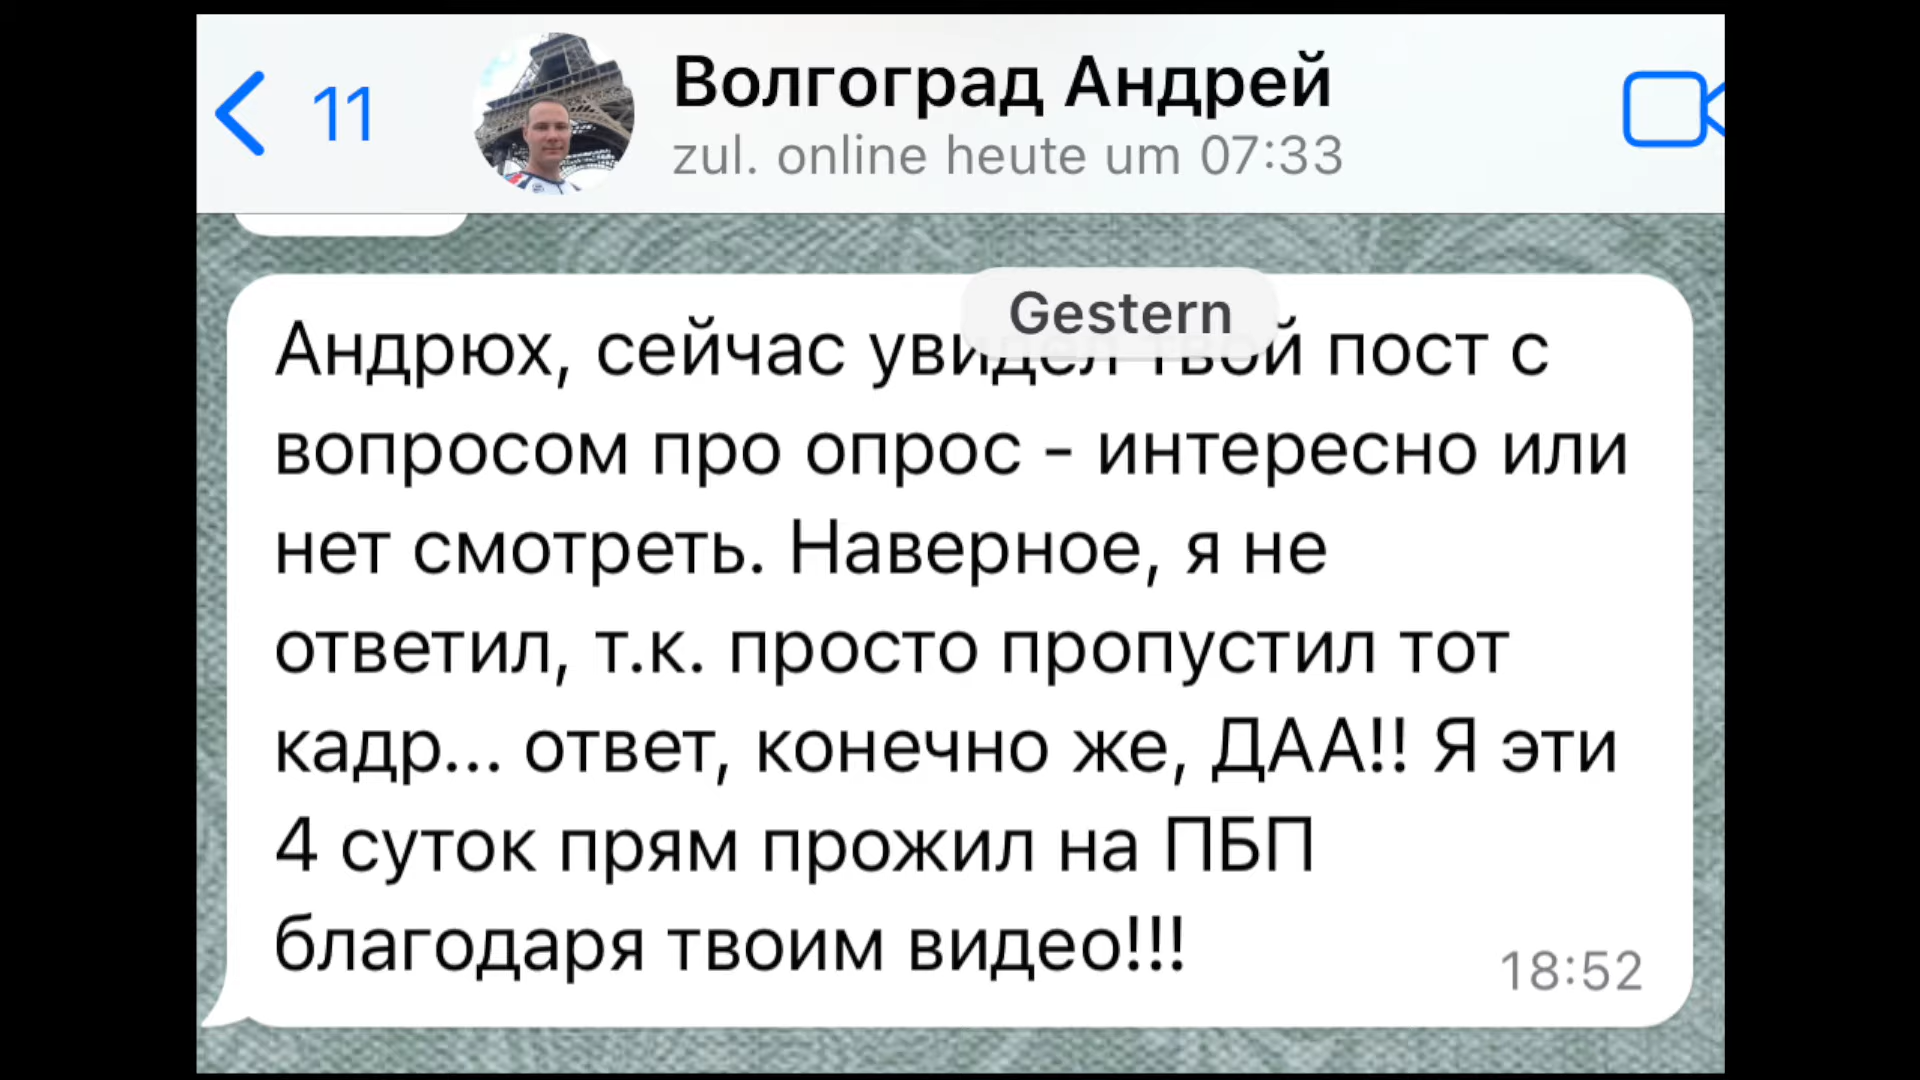 11
Волгоград Андрей
zul. online heute um 07:33
Gestern
Андрюх, сейчас увидел твой пост с
вопросом про опрос - интересно или
нет смотреть. Наверное, я не
ответил, т.к. просто пропустил тот
кадр... ответ, конечно же, ДАА!! Я эти
4 суток прям прожил на ПБП
благодаря твоим видео!!!
18:52